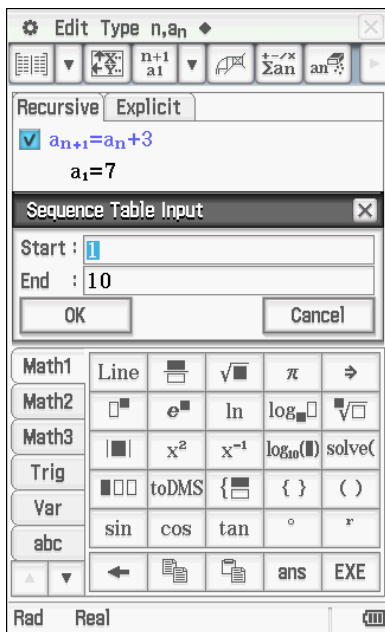 Edit Type n,aₙ ◆
n+1 a1 +-/x Σan an
Recursive Explicit
aₙ₊₁=aₙ+3
a₁=7
Sequence Table Input
Start : 1
End : 10
OK Cancel
Math1 Line √■ π ⇒
Math2 □■ e■ ln log■□ ■√□
Math3 |■| x² x⁻¹ log₁₀(■) solve(
Trig ■□□ toDMS { } ( )
Var sin cos tan ° r
abc
← ans EXE
Rad Real